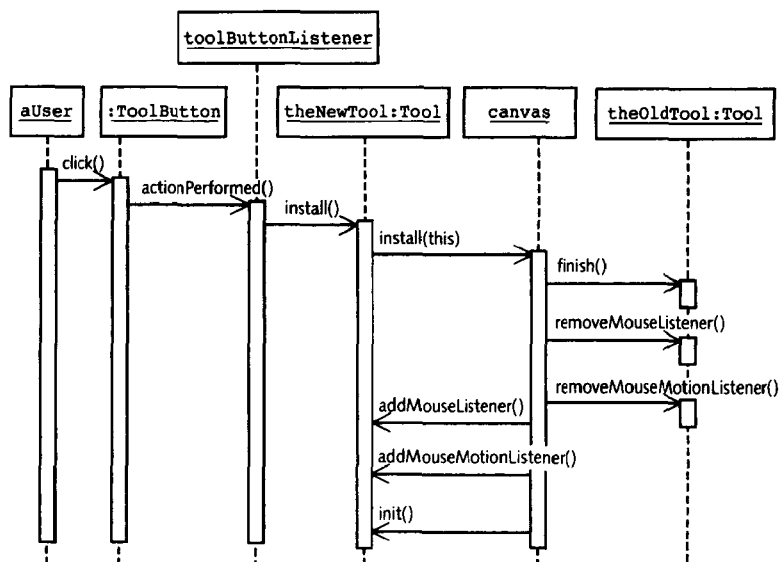 toolButtonListener
aUser
:ToolButton
theNewTool:Tool
canvas
theOldTool:Tool
click()
actionPerformed()
install()
install(this)
finish()
removeMouseListener()
removeMouseMotionListener()
addMouseListener()
addMouseMotionListener()
init()